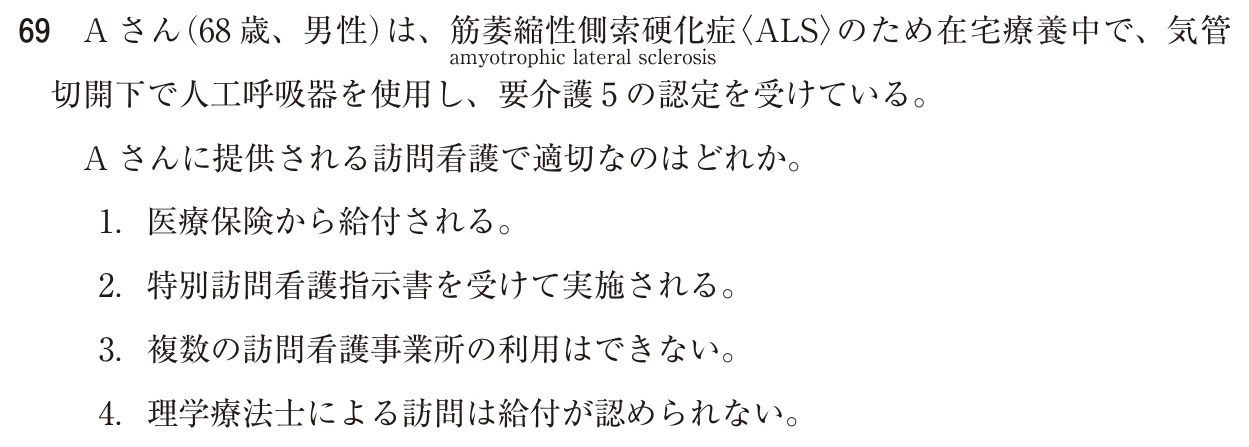 69 A さん(68 歳、男性)は、筋萎縮性側索硬化症〈ALS〉のため在宅療養中で、気管
amyotrophic lateral sclerosis
切開下で人工呼吸器を使用し、要介護 5 の認定を受けている。
A さんに提供される訪問看護で適切なのはどれか。
1. 医療保険から給付される。
2. 特別訪問看護指示書を受けて実施される。
3. 複数の訪問看護事業所の利用はできない。
4. 理学療法士による訪問は給付が認められない。